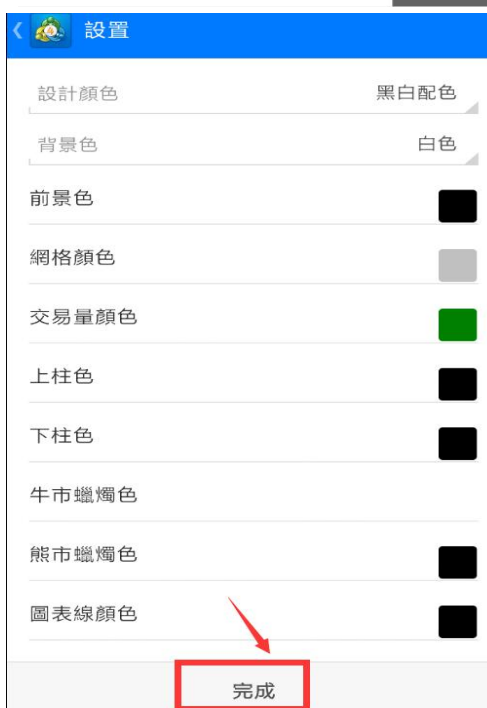 設置
設計顏色 黑白配色
背景色 白色
前景色
網格顏色
交易量顏色
上柱色
下柱色
牛市蠟燭色
熊市蠟燭色
圖表線顏色
完成